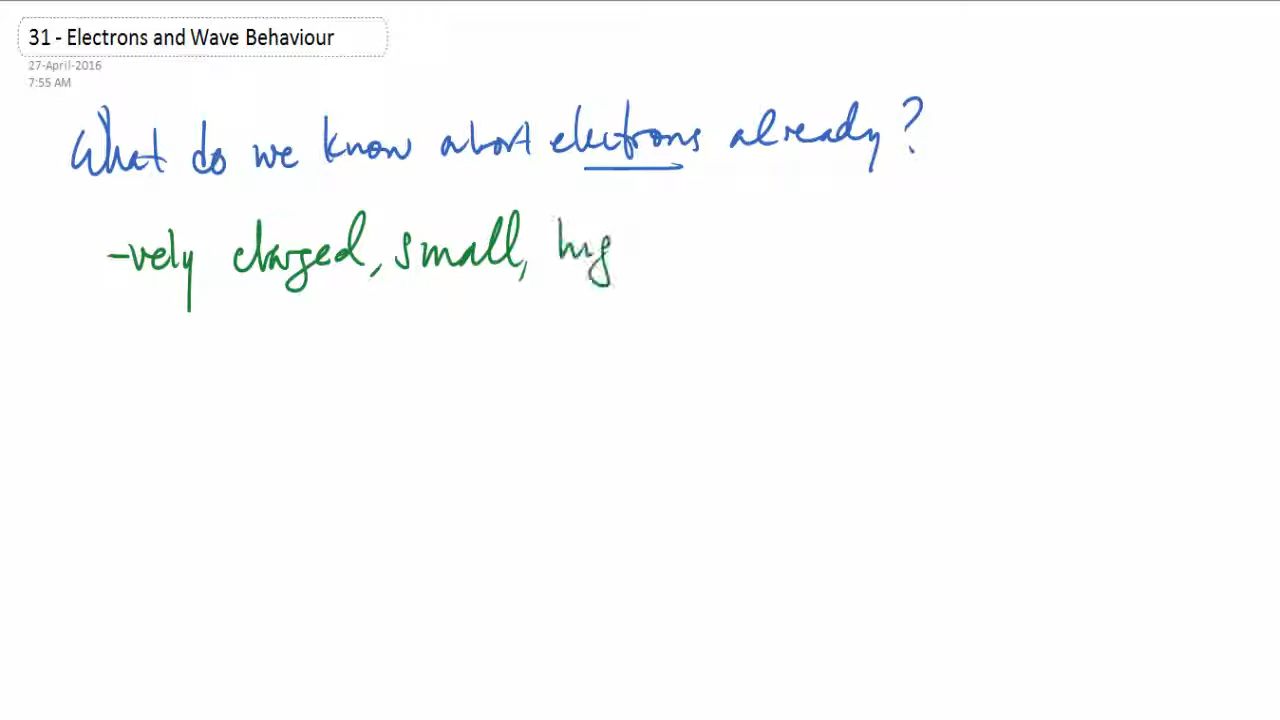 31 - Electrons and Wave Behaviour
27-April-2016
7:55 AM
What do we know about electrons already?
-vely charged, small, hig